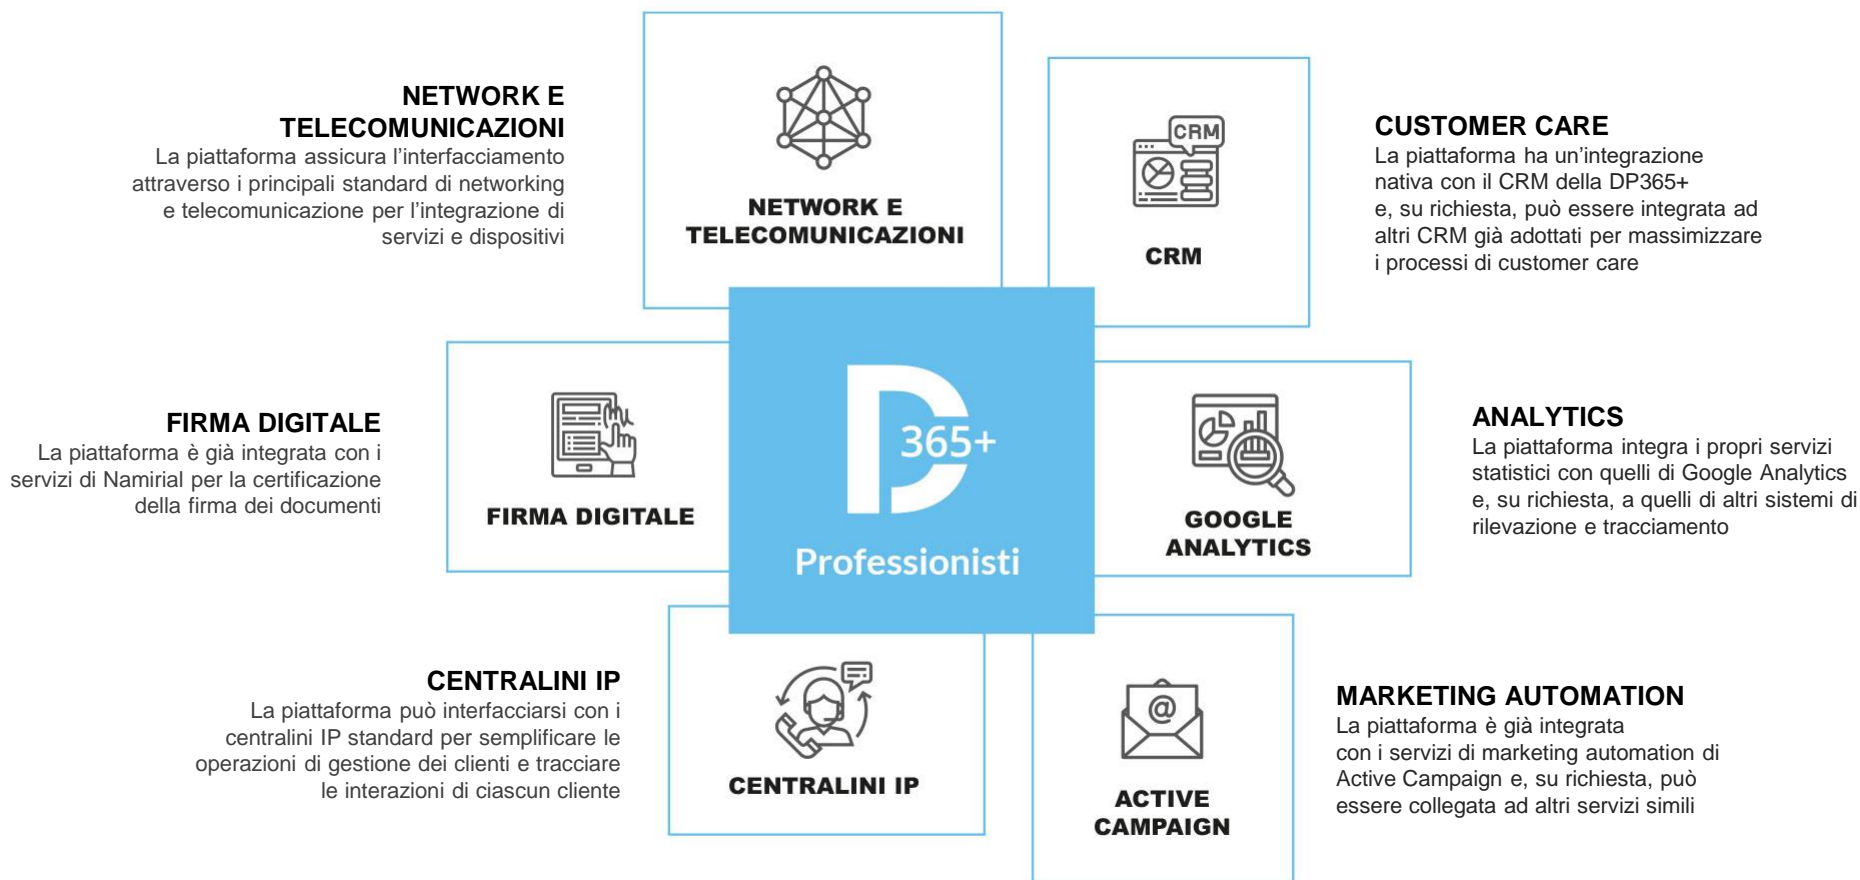 NETWORK E
TELECOMUNICAZIONI
La piattaforma assicura l’interfacciamento
attraverso i principali standard di networking
e telecomunicazione per l’integrazione di
servizi e dispositivi
NETWORK E
TELECOMUNICAZIONI
CRM
CRM
CUSTOMER CARE
La piattaforma ha un’integrazione
nativa con il CRM della DP365+
e, su richiesta, può essere integrata ad
altri CRM già adottati per massimizzare
i processi di customer care
FIRMA DIGITALE
La piattaforma è già integrata con i
servizi di Namirial per la certificazione
della firma dei documenti
FIRMA DIGITALE
D
365+
Professionisti
GOOGLE
ANALYTICS
ANALYTICS
La piattaforma integra i propri servizi
statistici con quelli di Google Analytics
e, su richiesta, a quelli di altri sistemi di
rilevazione e tracciamento
CENTRALINI IP
La piattaforma può interfacciarsi con i
centralini IP standard per semplificare le
operazioni di gestione dei clienti e tracciare
le interazioni di ciascun cliente
CENTRALINI IP
@
ACTIVE
CAMPAIGN
MARKETING AUTOMATION
La piattaforma è già integrata
con i servizi di marketing automation di
Active Campaign e, su richiesta, può
essere collegata ad altri servizi simili